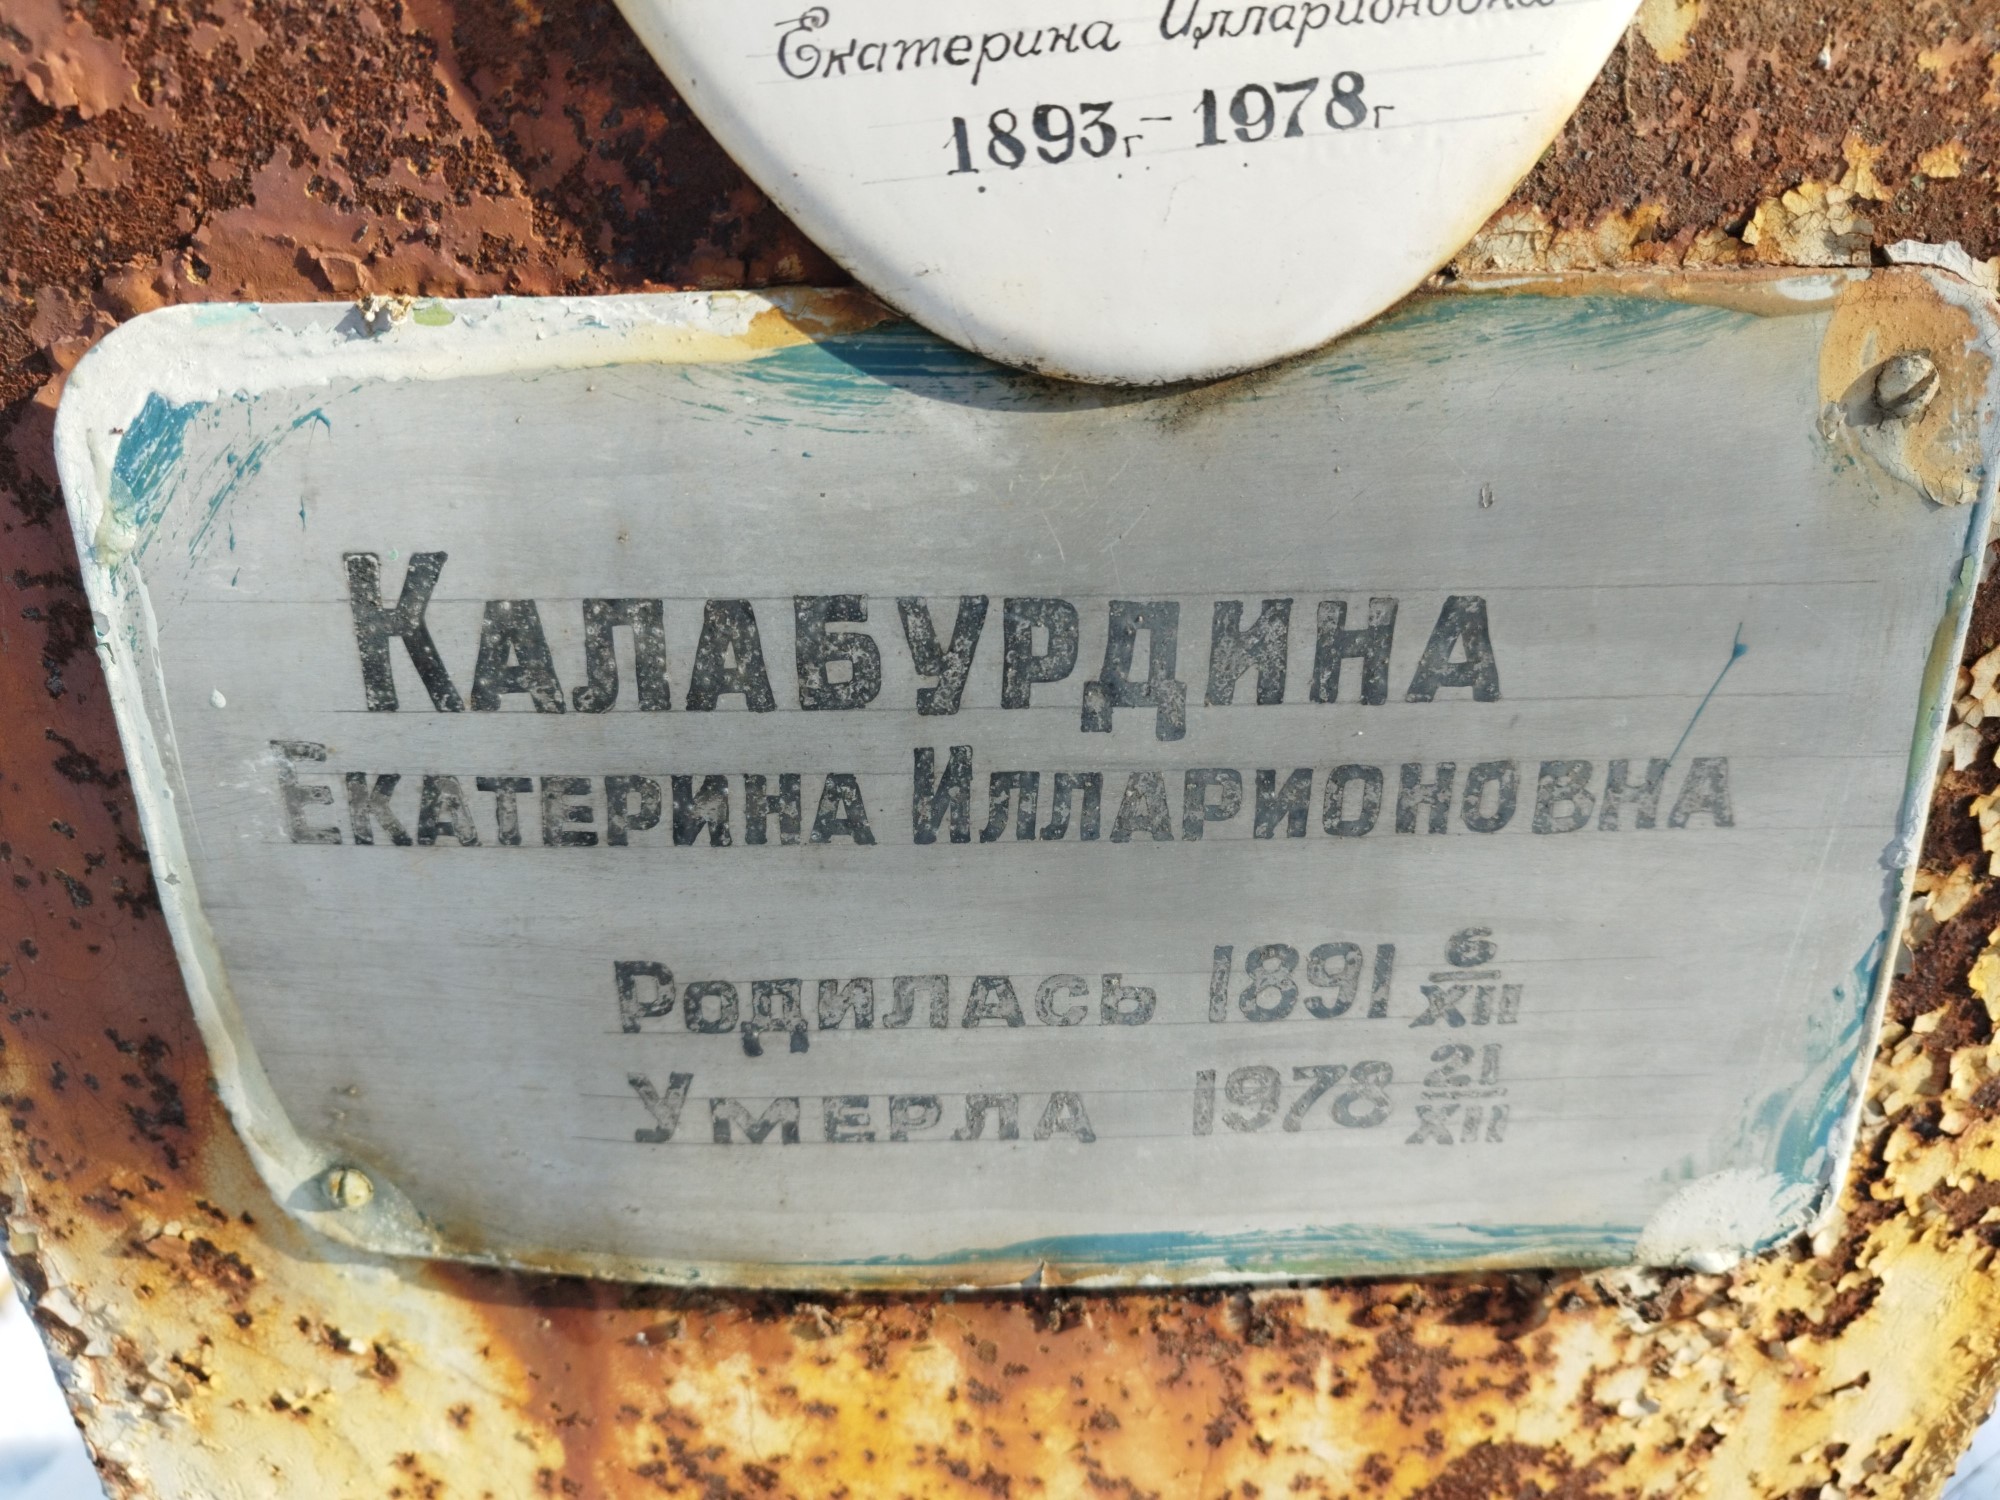 Екатерина Илларионовна
1893г-1978г
КАЛАБУРДИНА
ЕКАТЕРИНА ИЛЛАРИОНОВНА
РОДИЛАСЬ 1891 6/XII
УМЕРЛА 1978 21/XII